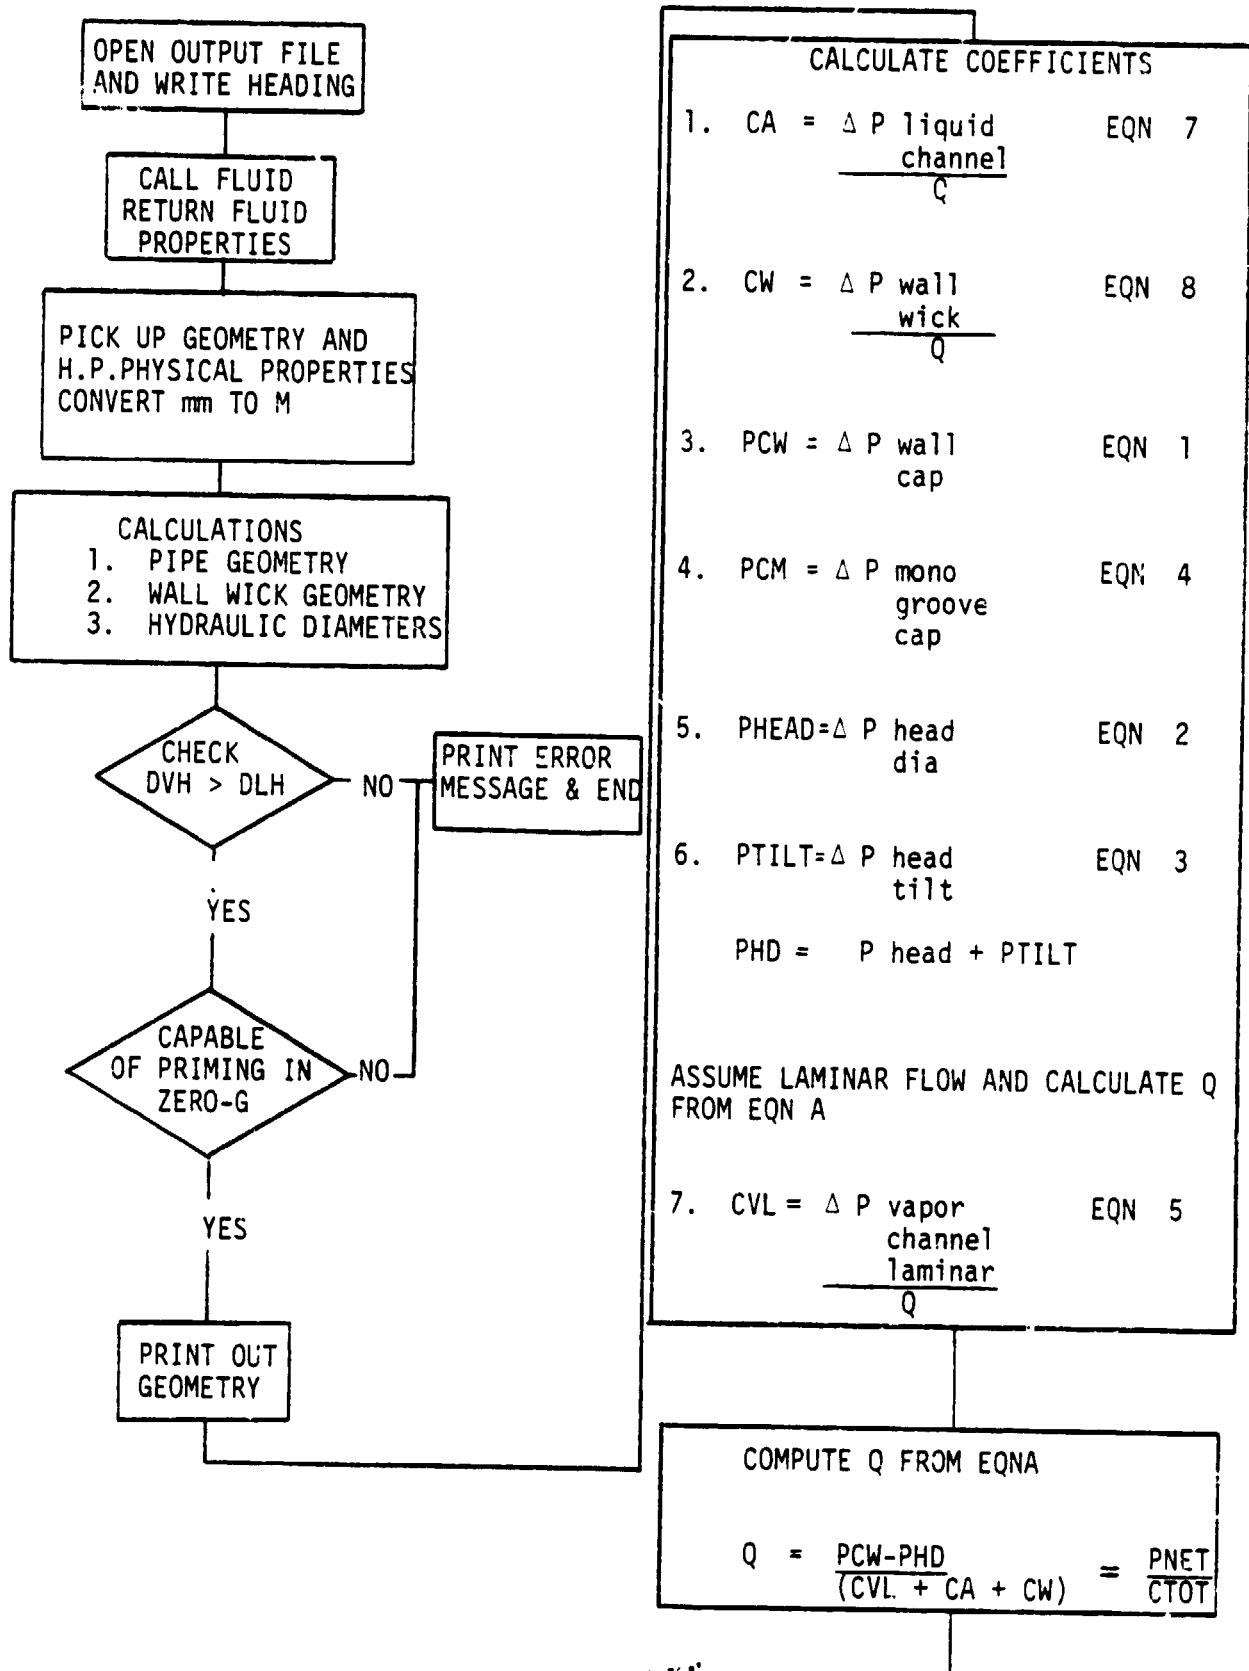 OPEN OUTPUT FILE
AND WRITE HEADING
CALL FLUID
RETURN FLUID
PROPERTIES
PICK UP GEOMETRY AND
H.P.PHYSICAL PROPERTIES
CONVERT mm TO M
CALCULATIONS
1. PIPE GEOMETRY
2. WALL WICK GEOMETRY
3. HYDRAULIC DIAMETERS
CHECK
DVH > DLH
NO
PRINT ERROR
MESSAGE & END
YES
CAPABLE
OF PRIMING IN
ZERO-G
NO
YES
PRINT OUT
GEOMETRY
CALCULATE COEFFICIENTS
1. CA = Δ P liquid EQN 7
channel
Q
2. CW = Δ P wall EQN 8
wick
Q
3. PCW = Δ P wall EQN 1
cap
4. PCM = Δ P mono EQN 4
groove
cap
5. PHEAD=Δ P head EQN 2
dia
6. PTILT=Δ P head EQN 3
tilt
PHD = P head + PTILT
ASSUME LAMINAR FLOW AND CALCULATE Q
FROM EQN A
7. CVL = Δ P vapor EQN 5
channel
laminar
Q
COMPUTE Q FROM EQNA
Q = PCW-PHD = PNET
(CVL + CA + CW) CTOT